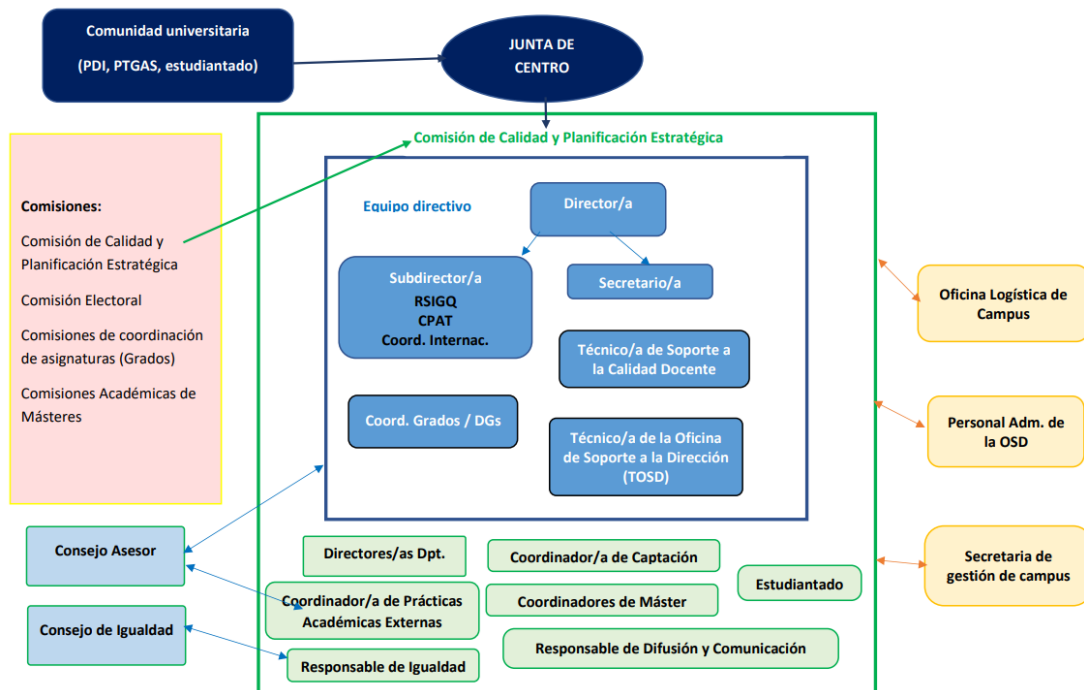 Comunidad universitaria
(PDI, PTGAS, estudiantado)
JUNTA DE
CENTRO
Comisión de Calidad y Planificación Estratégica
Comisiones:
Comisión de Calidad y
Planificación Estratégica
Comisión Electoral
Comisiones de coordinación
de asignaturas (Grados)
Comisiones Académicas de
Másteres
Equipo directivo
Director/a
Subdirector/a
RSIGQ
CPAT
Coord. Internac.
Secretario/a
Técnico/a de Soporte a
la Calidad Docente
Coord. Grados / DGs
Técnico/a de la Oficina
de Soporte a la Dirección
(TOSD)
Oficina Logística de
Campus
Personal Adm. de
la OSD
Secretaria de
gestión de campus
Consejo Asesor
Consejo de Igualdad
Directores/as Dpt.
Coordinador/a de Captación
Estudiantado
Coordinador/a de Prácticas
Académicas Externas
Coordinadores de Máster
Responsable de Igualdad
Responsable de Difusión y Comunicación